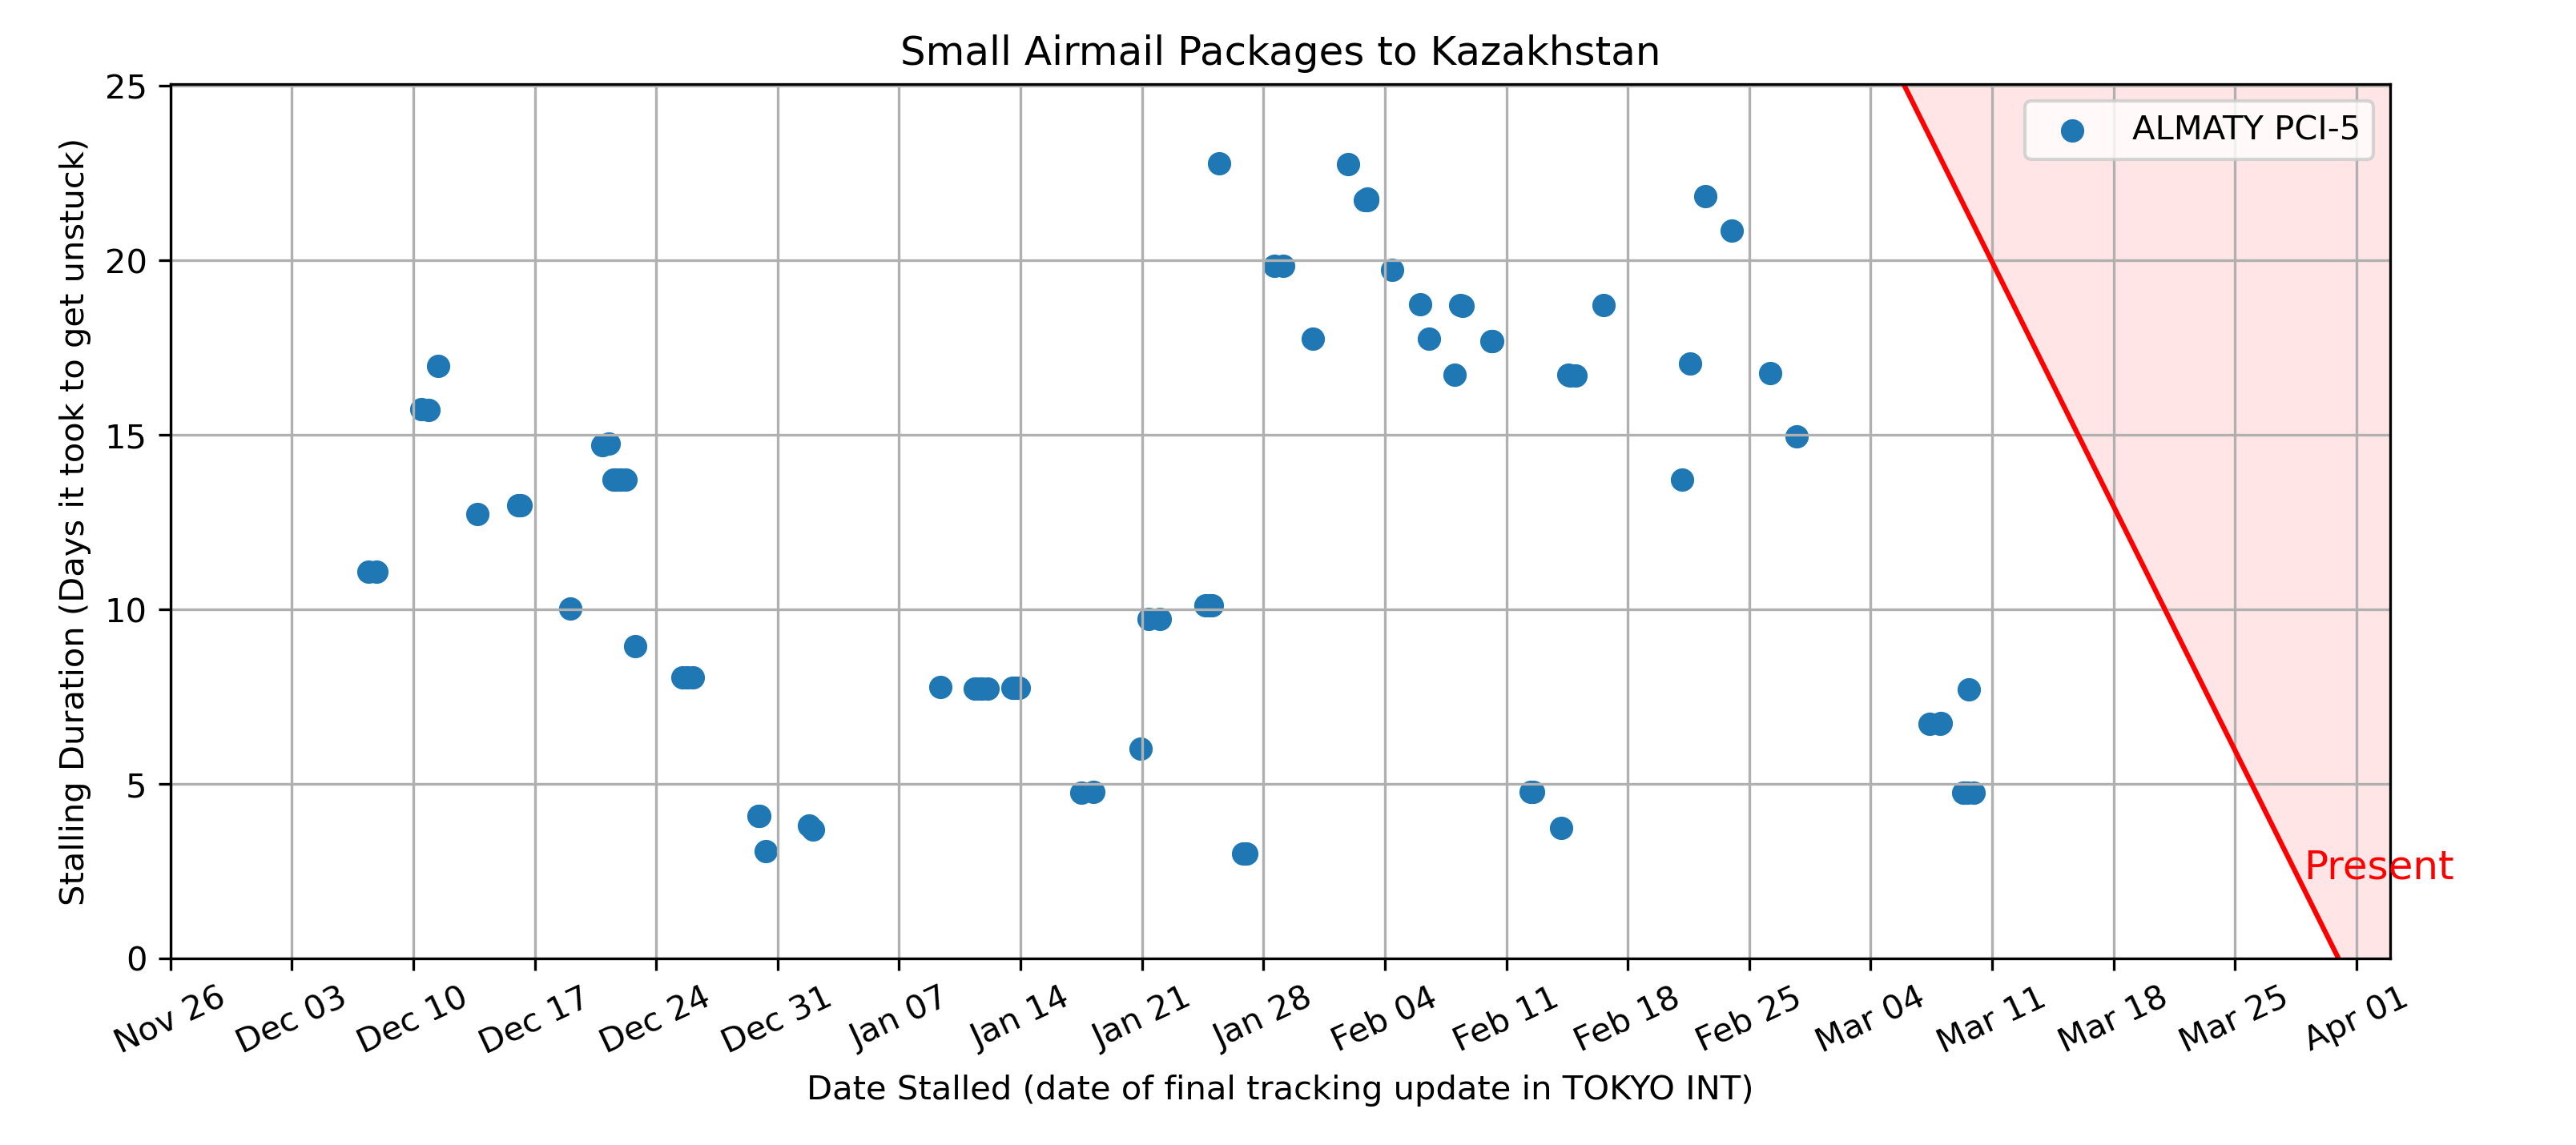 Small Airmail Packages to Kazakhstan
ALMATY PCI-5
Stalling Duration (Days it took to get unstuck)
25
20
15
10
5
0
Present
Nov 26
Dec 03
Dec 10
Dec 17
Dec 24
Dec 31
Jan 07
Jan 14
Jan 21
Jan 28
Feb 04
Feb 11
Feb 18
Feb 25
Mar 04
Mar 11
Mar 18
Mar 25
Apr 01
Date Stalled (date of final tracking update in TOKYO INT)